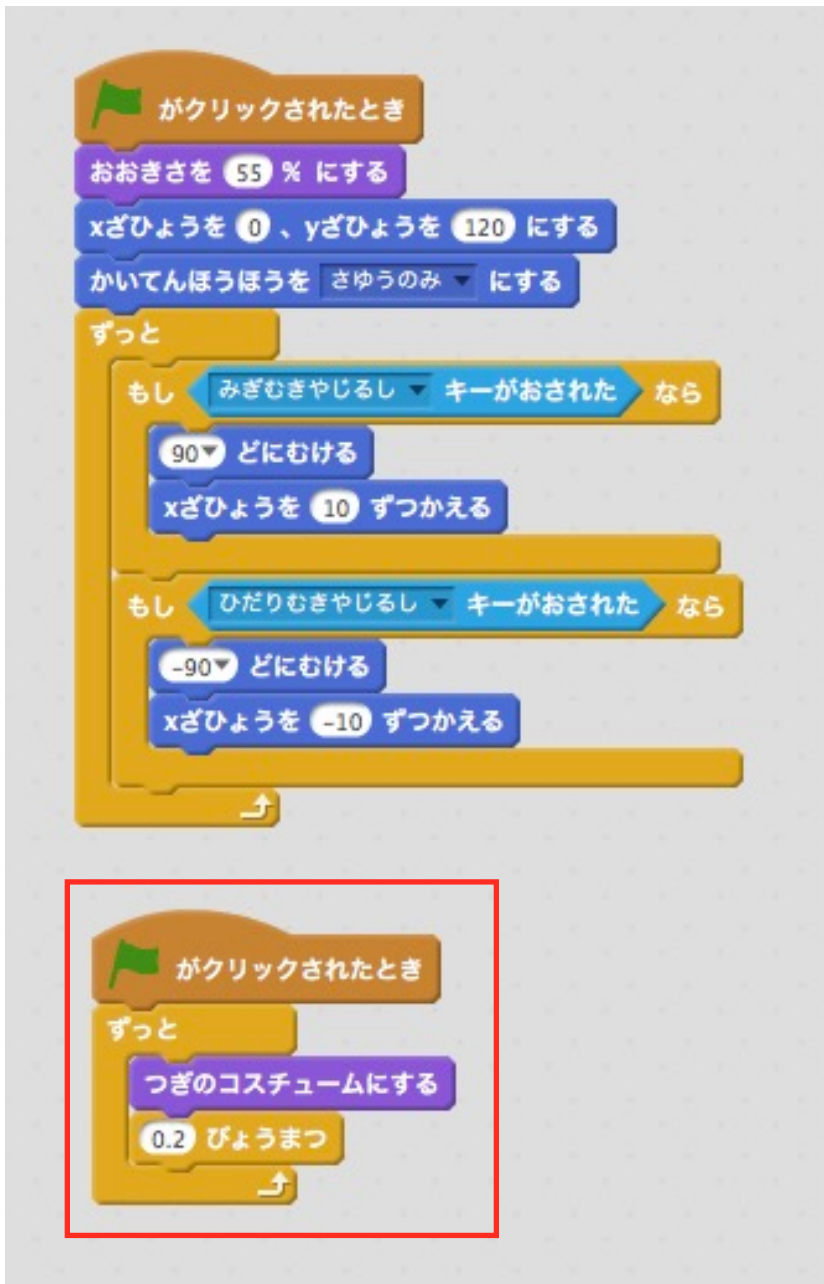 がクリックされたとき
おおきさを 55 % にする
xざひょうを 0 、yざひょうを 120 にする
かいてんほうほうを さゆうのみ にする
ずっと
もし みぎむきやじるし キーがおされた なら
90 どにむける
xざひょうを 10 ずつかえる
もし ひだりむきやじるし キーがおされた なら
-90 どにむける
xざひょうを -10 ずつかえる
がクリックされたとき
ずっと
つぎのコスチュームにする
0.2 びょうまつ